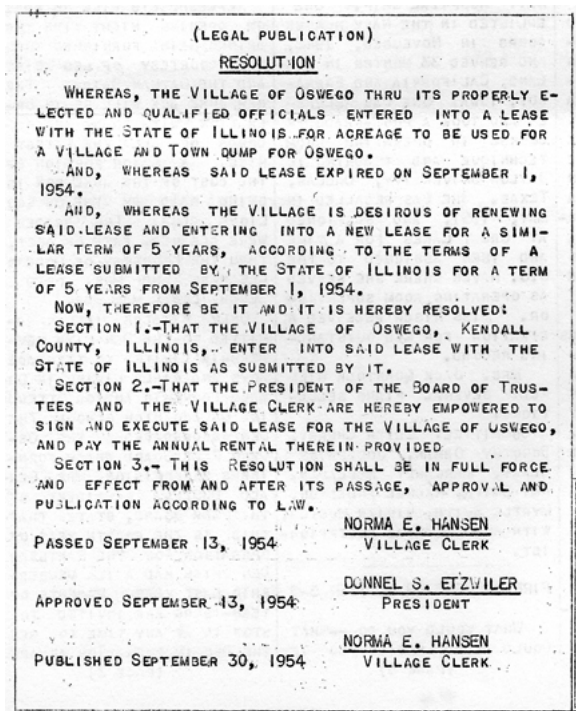 (LEGAL PUBLICATION)
RESOLUTION
WHEREAS, THE VILLAGE OF OSWEGO THRU ITS PROPERLY E-
LECTED AND QUALIFIED OFFICIALS ENTERED INTO A LEASE
WITH THE STATE OF ILLINOIS FOR ACREAGE TO BE USED FOR
A VILLAGE AND TOWN DUMP FOR OSWEGO.
AND, WHEREAS SAID LEASE EXPIRED ON SEPTEMBER 1,
1954.
AND, WHEREAS THE VILLAGE IS DESIROUS OF RENEWING
SAID LEASE AND ENTERING INTO A NEW LEASE FOR A SIMI-
LAR TERM OF 5 YEARS, ACCORDING TO THE TERMS OF A
LEASE SUBMITTED BY THE STATE OF ILLINOIS FOR A TERM
OF 5 YEARS FROM SEPTEMBER 1, 1954.
NOW, THEREFORE BE IT AND IT IS HEREBY RESOLVED:
SECTION 1.-THAT THE VILLAGE OF OSWEGO, KENDALL
COUNTY, ILLINOIS, ENTER INTO SAID LEASE WITH THE
STATE OF ILLINOIS AS SUBMITTED BY IT.
SECTION 2.-THAT THE PRESIDENT OF THE BOARD OF TRUS-
TEES AND THE VILLAGE CLERK ARE HEREBY EMPOWERED TO
SIGN AND EXECUTE SAID LEASE FOR THE VILLAGE OF OSWEGO,
AND PAY THE ANNUAL RENTAL THEREIN PROVIDED
SECTION 3.- THIS RESOLUTION SHALL BE IN FULL FORCE
AND EFFECT FROM AND AFTER ITS PASSAGE, APPROVAL AND
PUBLICATION ACCORDING TO LAW.
NORMA E. HANSEN
PASSED SEPTEMBER 13, 1954 VILLAGE CLERK
DONNEL S. ETZWILER
APPROVED SEPTEMBER 13, 1954 PRESIDENT
NORMA E. HANSEN
PUBLISHED SEPTEMBER 30, 1954 VILLAGE CLERK